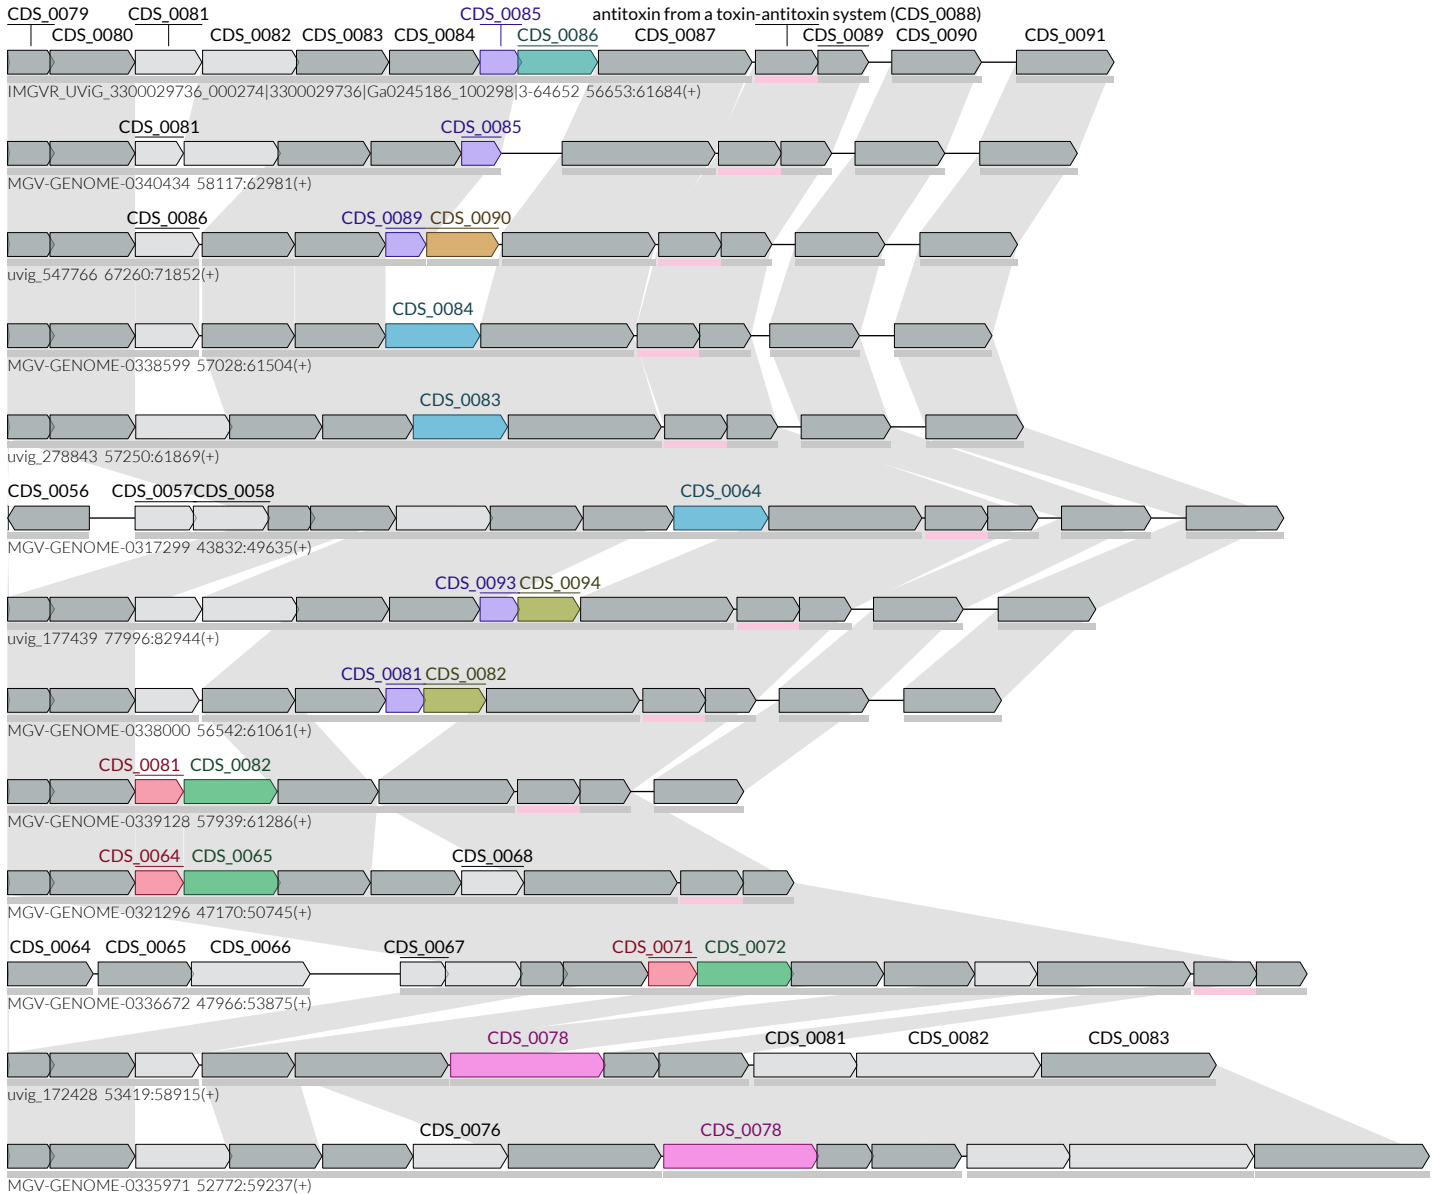 CDS_0079 CDS_0081 CDS_0085 antitoxin from a toxin-antitoxin system (CDS_0088)
CDS_0080 CDS_0082 CDS_0083 CDS_0084 CDS_0086 CDS_0087 CDS_0089 CDS_0090 CDS_0091
IMGVR_UViG_3300029736_000274|3300029736|Ga0245186_100298|3-64652 56653:61684(+)
CDS_0081 CDS_0085
MGV-GENOME-0340434 58117:62981(+)
CDS_0086 CDS_0089 CDS_0090
uvig_547766 67260:71852(+)
CDS_0084
MGV-GENOME-0338599 57028:61504(+)
CDS_0083
uvig_278843 57250:61869(+)
CDS_0056 CDS_0057 CDS_0058 CDS_0064
MGV-GENOME-0317299 43832:49635(+)
CDS_0093 CDS_0094
uvig_177439 77996:82944(+)
CDS_0081 CDS_0082
MGV-GENOME-0338000 56542:61061(+)
CDS_0081 CDS_0082
MGV-GENOME-0339128 57939:61286(+)
CDS_0064 CDS_0065 CDS_0068
MGV-GENOME-0321296 47170:50745(+)
CDS_0064 CDS_0065 CDS_0066 CDS_0067 CDS_0071 CDS_0072
MGV-GENOME-0336672 47966:53875(+)
CDS_0078 CDS_0081 CDS_0082 CDS_0083
uvig_172428 53419:58915(+)
CDS_0076 CDS_0078
MGV-GENOME-0335971 52772:59237(+)